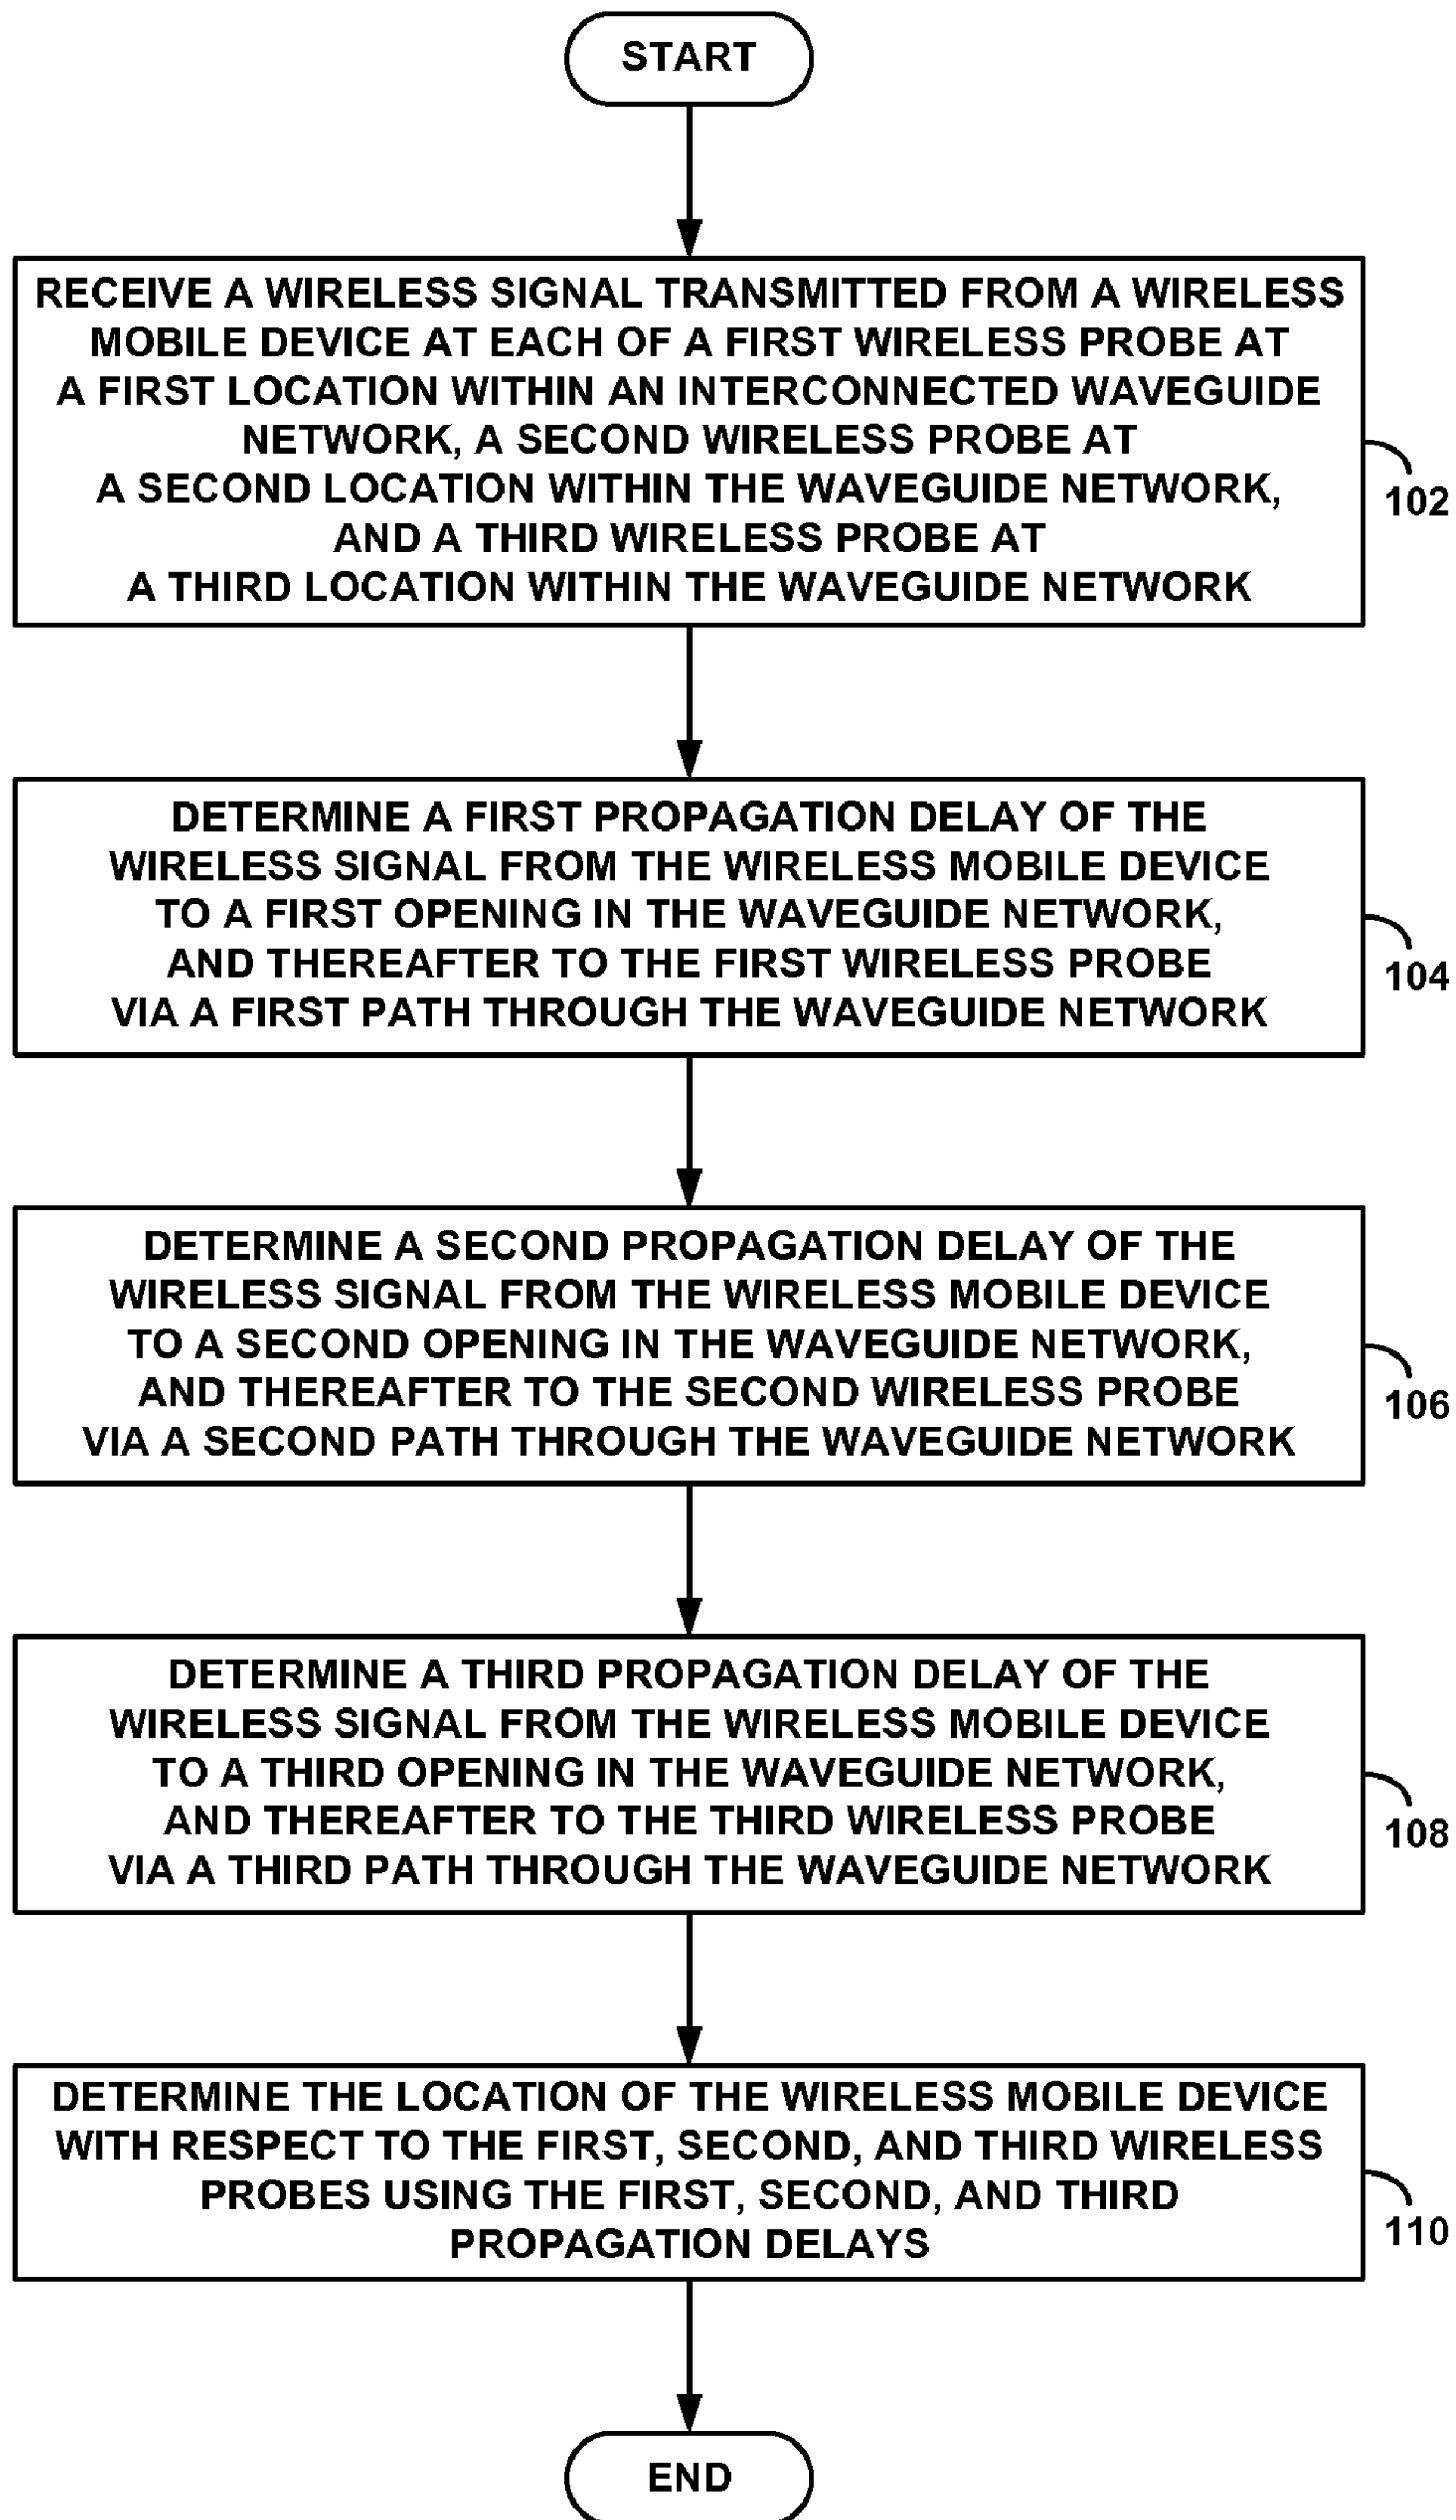 START
RECEIVE A WIRELESS SIGNAL TRANSMITTED FROM A WIRELESS
MOBILE DEVICE AT EACH OF A FIRST WIRELESS PROBE AT
A FIRST LOCATION WITHIN AN INTERCONNECTED WAVEGUIDE
NETWORK, A SECOND WIRELESS PROBE AT
A SECOND LOCATION WITHIN THE WAVEGUIDE NETWORK,
AND A THIRD WIRELESS PROBE AT
A THIRD LOCATION WITHIN THE WAVEGUIDE NETWORK
102
DETERMINE A FIRST PROPAGATION DELAY OF THE
WIRELESS SIGNAL FROM THE WIRELESS MOBILE DEVICE
TO A FIRST OPENING IN THE WAVEGUIDE NETWORK,
AND THEREAFTER TO THE FIRST WIRELESS PROBE
VIA A FIRST PATH THROUGH THE WAVEGUIDE NETWORK
104
DETERMINE A SECOND PROPAGATION DELAY OF THE
WIRELESS SIGNAL FROM THE WIRELESS MOBILE DEVICE
TO A SECOND OPENING IN THE WAVEGUIDE NETWORK,
AND THEREAFTER TO THE SECOND WIRELESS PROBE
VIA A SECOND PATH THROUGH THE WAVEGUIDE NETWORK
106
DETERMINE A THIRD PROPAGATION DELAY OF THE
WIRELESS SIGNAL FROM THE WIRELESS MOBILE DEVICE
TO A THIRD OPENING IN THE WAVEGUIDE NETWORK,
AND THEREAFTER TO THE THIRD WIRELESS PROBE
VIA A THIRD PATH THROUGH THE WAVEGUIDE NETWORK
108
DETERMINE THE LOCATION OF THE WIRELESS MOBILE DEVICE
WITH RESPECT TO THE FIRST, SECOND, AND THIRD WIRELESS
PROBES USING THE FIRST, SECOND, AND THIRD
PROPAGATION DELAYS
110
END